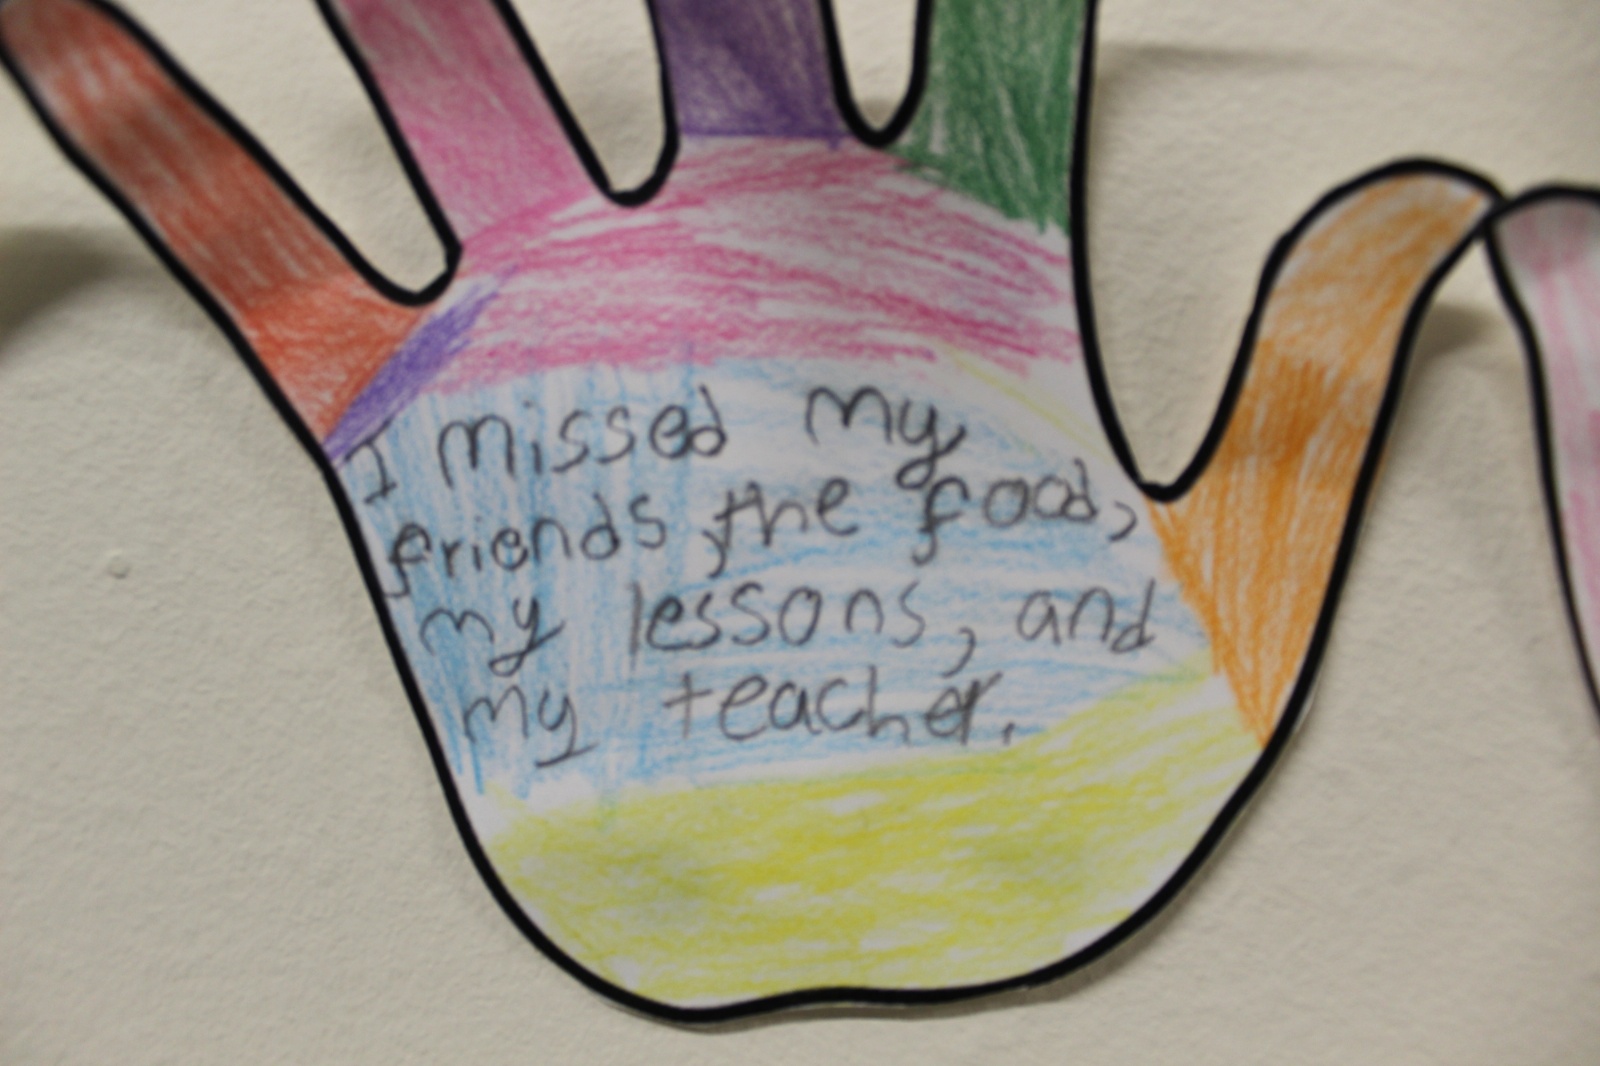 I missed my
friends, the food,
my lessons, and
my teacher.